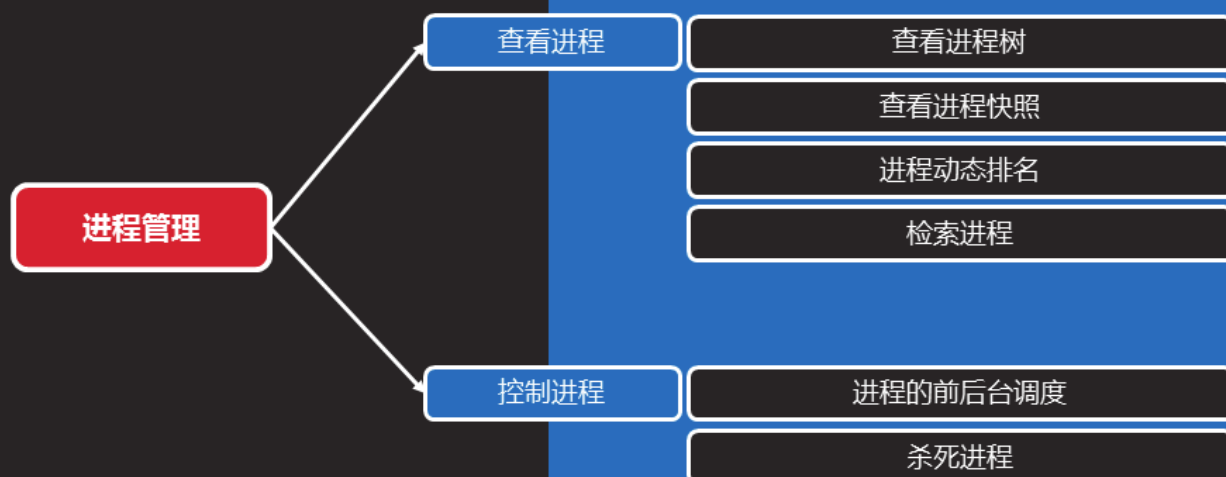 查看进程
查看进程树
查看进程快照
进程动态排名
检索进程
进程管理
控制进程
进程的前后台调度
杀死进程